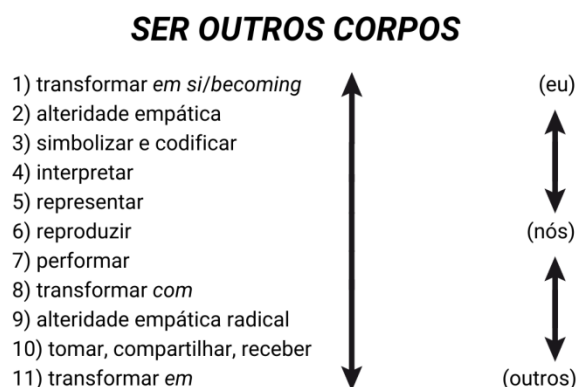 SER OUTROS CORPOS
1) transformar em si/becoming (eu)
2) alteridade empática
3) simbolizar e codificar
4) interpretar
5) representar
6) reproduzir (nós)
7) performar
8) transformar com
9) alteridade empática radical
10) tomar, compartilhar, receber
11) transformar em (outros)